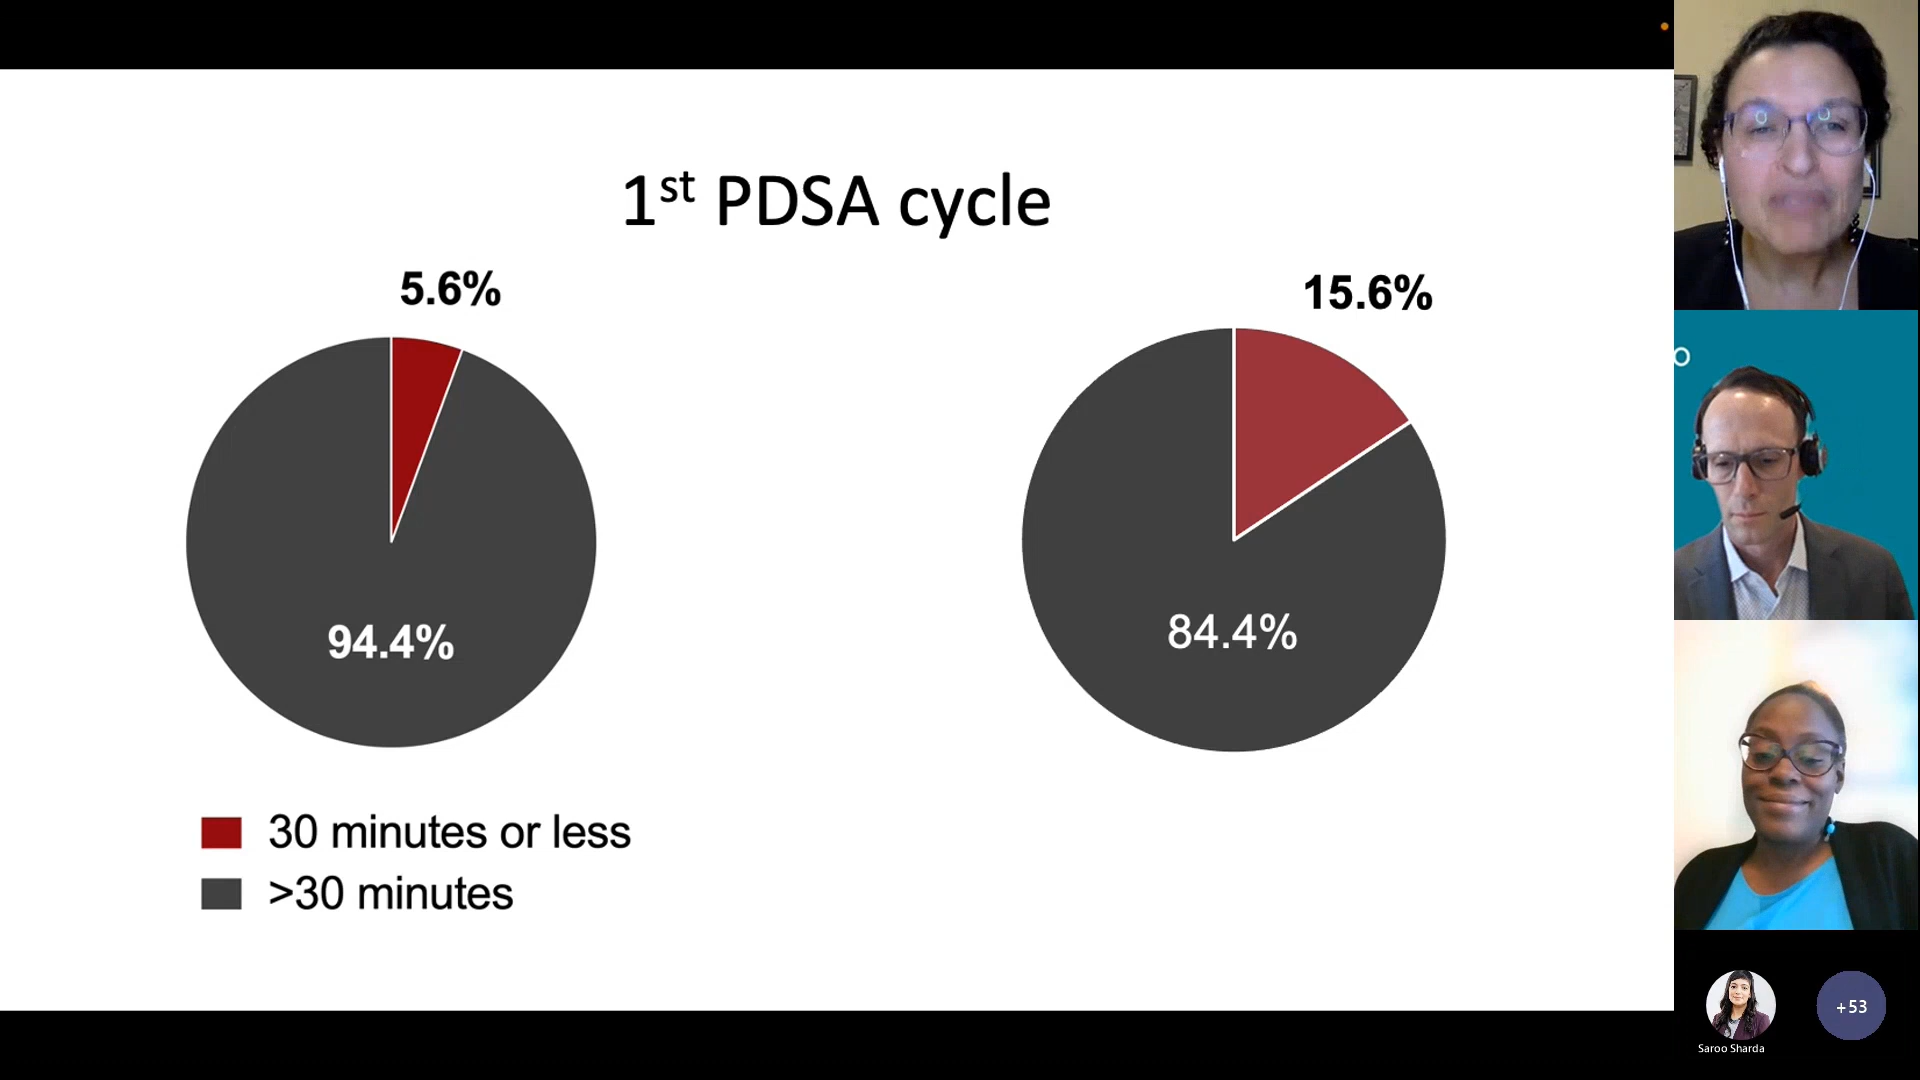 1st PDSA cycle
5.6%
15.6%
94.4%
84.4%
30 minutes or less
>30 minutes
O
Saroo Sharda
+53